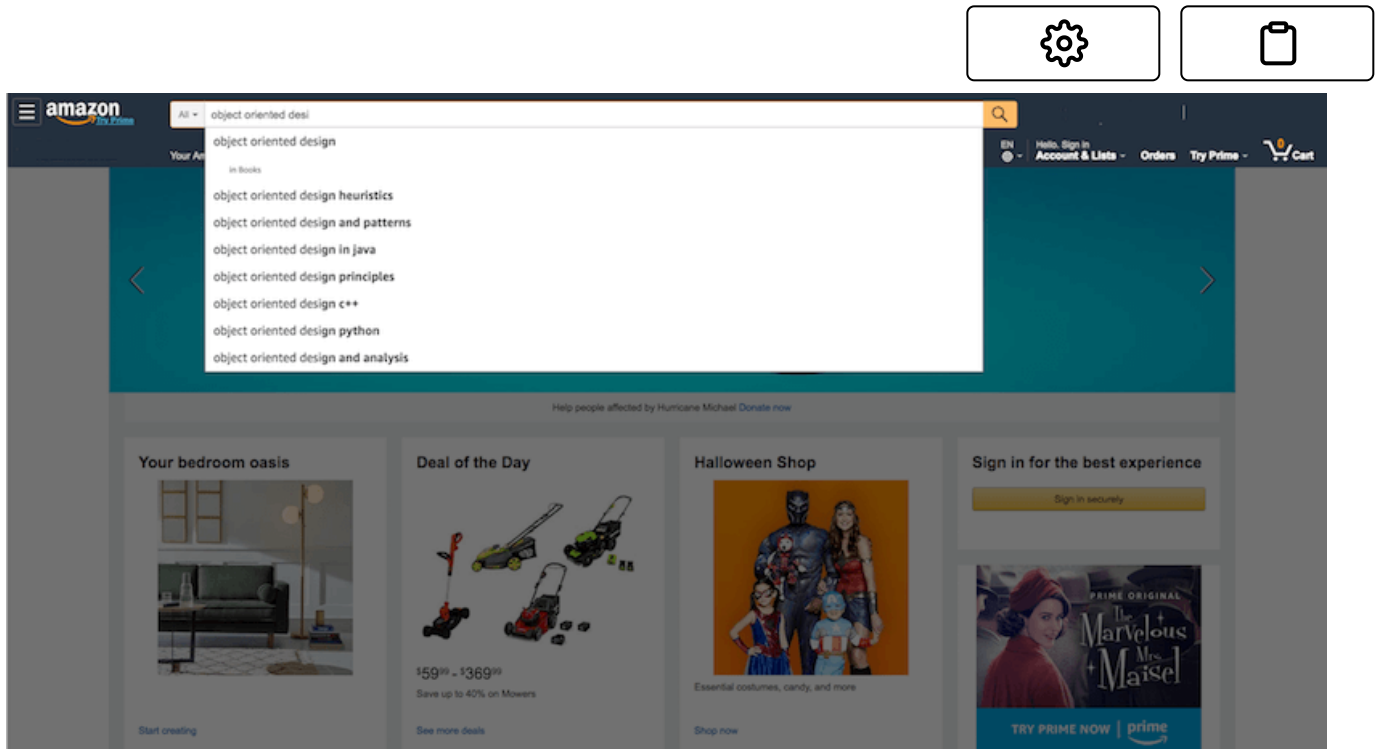 amazon
Try Prime
All
object oriented desi
object oriented design
in Books
object oriented design heuristics
object oriented design and patterns
object oriented design in java
object oriented design principles
object oriented design c++
object oriented design python
object oriented design and analysis
Your Am
EN
Hello. Sign in
Account & Lists
Orders
Try Prime
0
Cart
Help people affected by Hurricane Michael Donate now
Your bedroom oasis
Start creating
Deal of the Day
$5999 - $36999
Save up to 40% on Mowers
See more deals
Halloween Shop
Essential costumes, candy, and more
Shop now
Sign in for the best experience
Sign in securely
PRIME ORIGINAL
The
Marvelous
Mrs.
Maisel
TRY PRIME NOW | prime